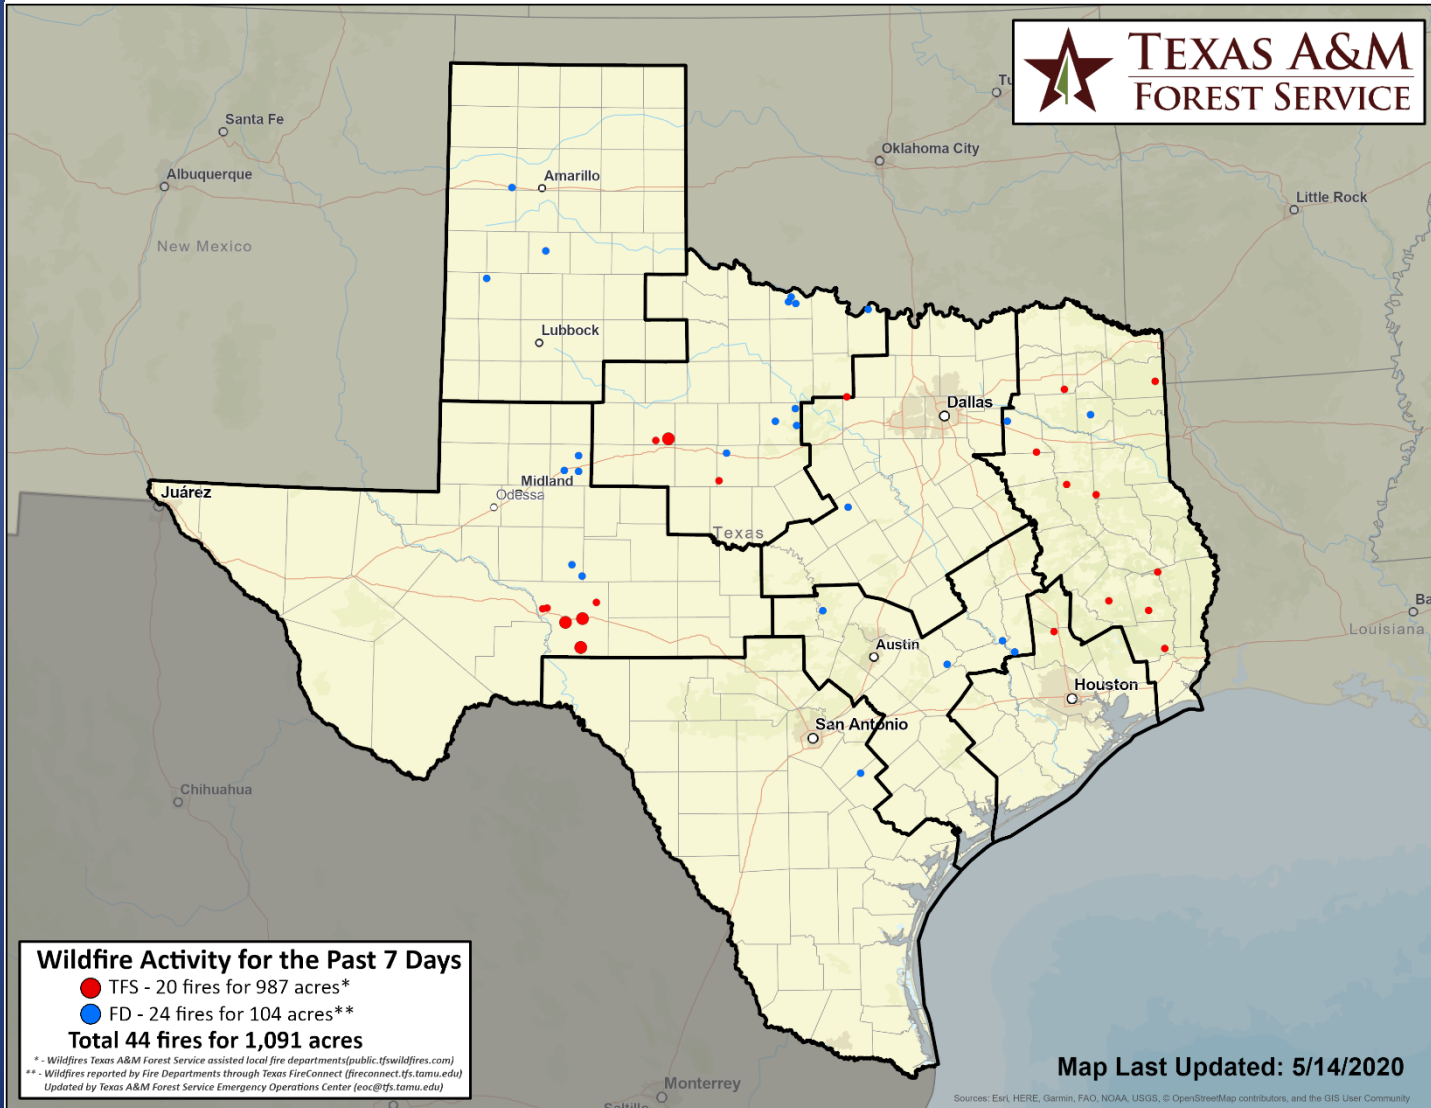 TEXAS A&M
FOREST SERVICE
Tu
Santa Fe
Oklahoma City
Albuquerque
Amarillo
Little Rock
New Mexico
Lubbock
Dallas
Midland
Juárez
Odessa
Texas
Ba
Louisiana
Austin
Houston
San Antonio
Chihuahua
Wildfire Activity for the Past 7 Days
TFS - 20 fires for 987 acres*
FD - 24 fires for 104 acres**
Total 44 fires for 1,091 acres
* - Wildfires Texas A&M Forest Service assisted local fire departments(public.tfswildfires.com)
** - Wildfires reported by Fire Departments through Texas FireConnect (fireconnect.tfs.tamu.edu)
Updated by Texas A&M Forest Service Emergency Operations Center (eoc@tfs.tamu.edu)
Map Last Updated: 5/14/2020
Monterrey
Sources: Esri, HERE, Garmin, FAO, NOAA, USGS, © OpenStreetMap contributors, and the GIS User Community
Saltillo